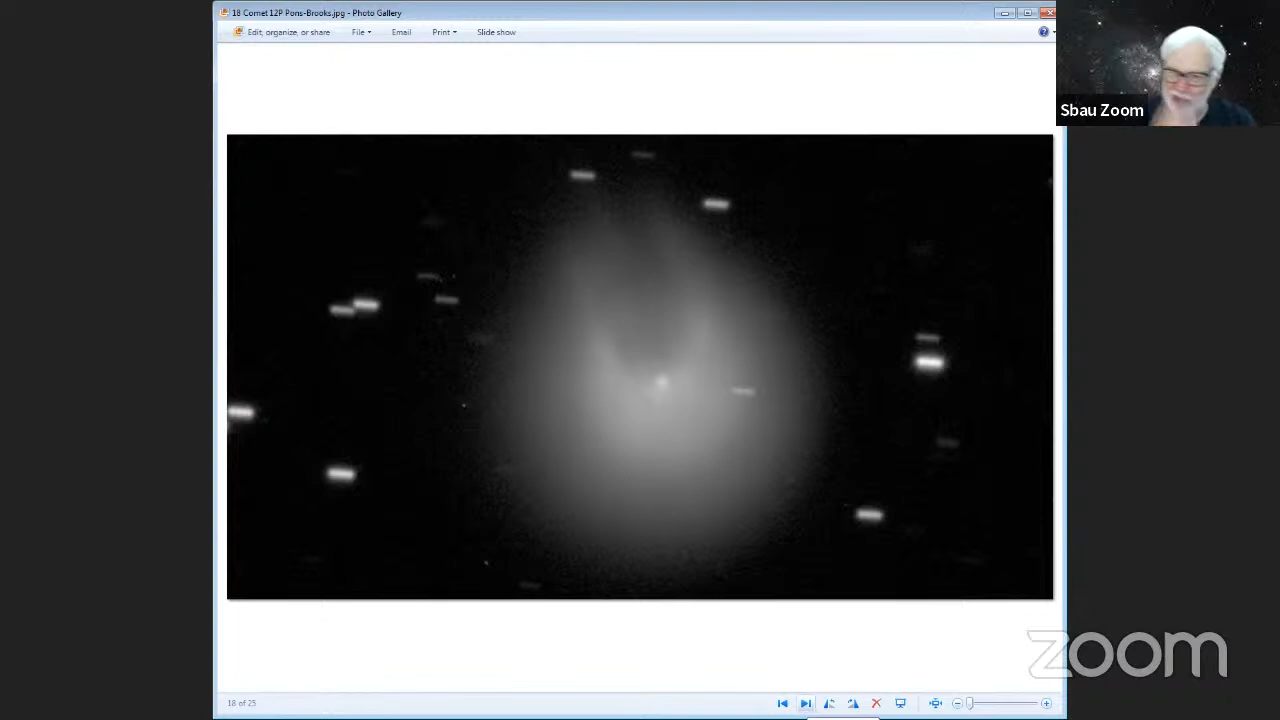 18 Comet 12P Pons-Brooks.jpg - Photo Gallery
Edit, organize, or share File Email Print Slide show
Sbau Zoom
zoom
18 of 25